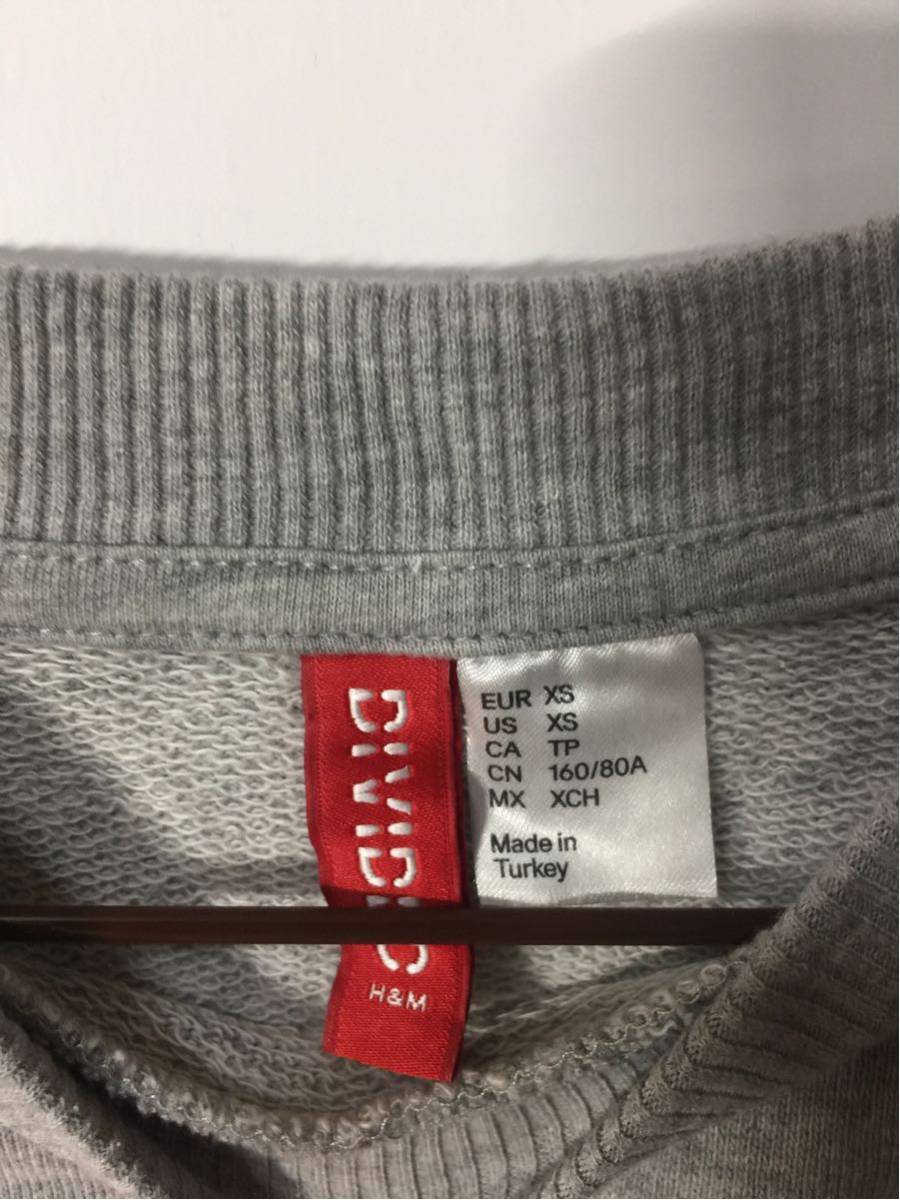 DIVIDED
H&M
EUR XS
US XS
CA TP
CN 160/80A
MX XCH
Made in
Turkey